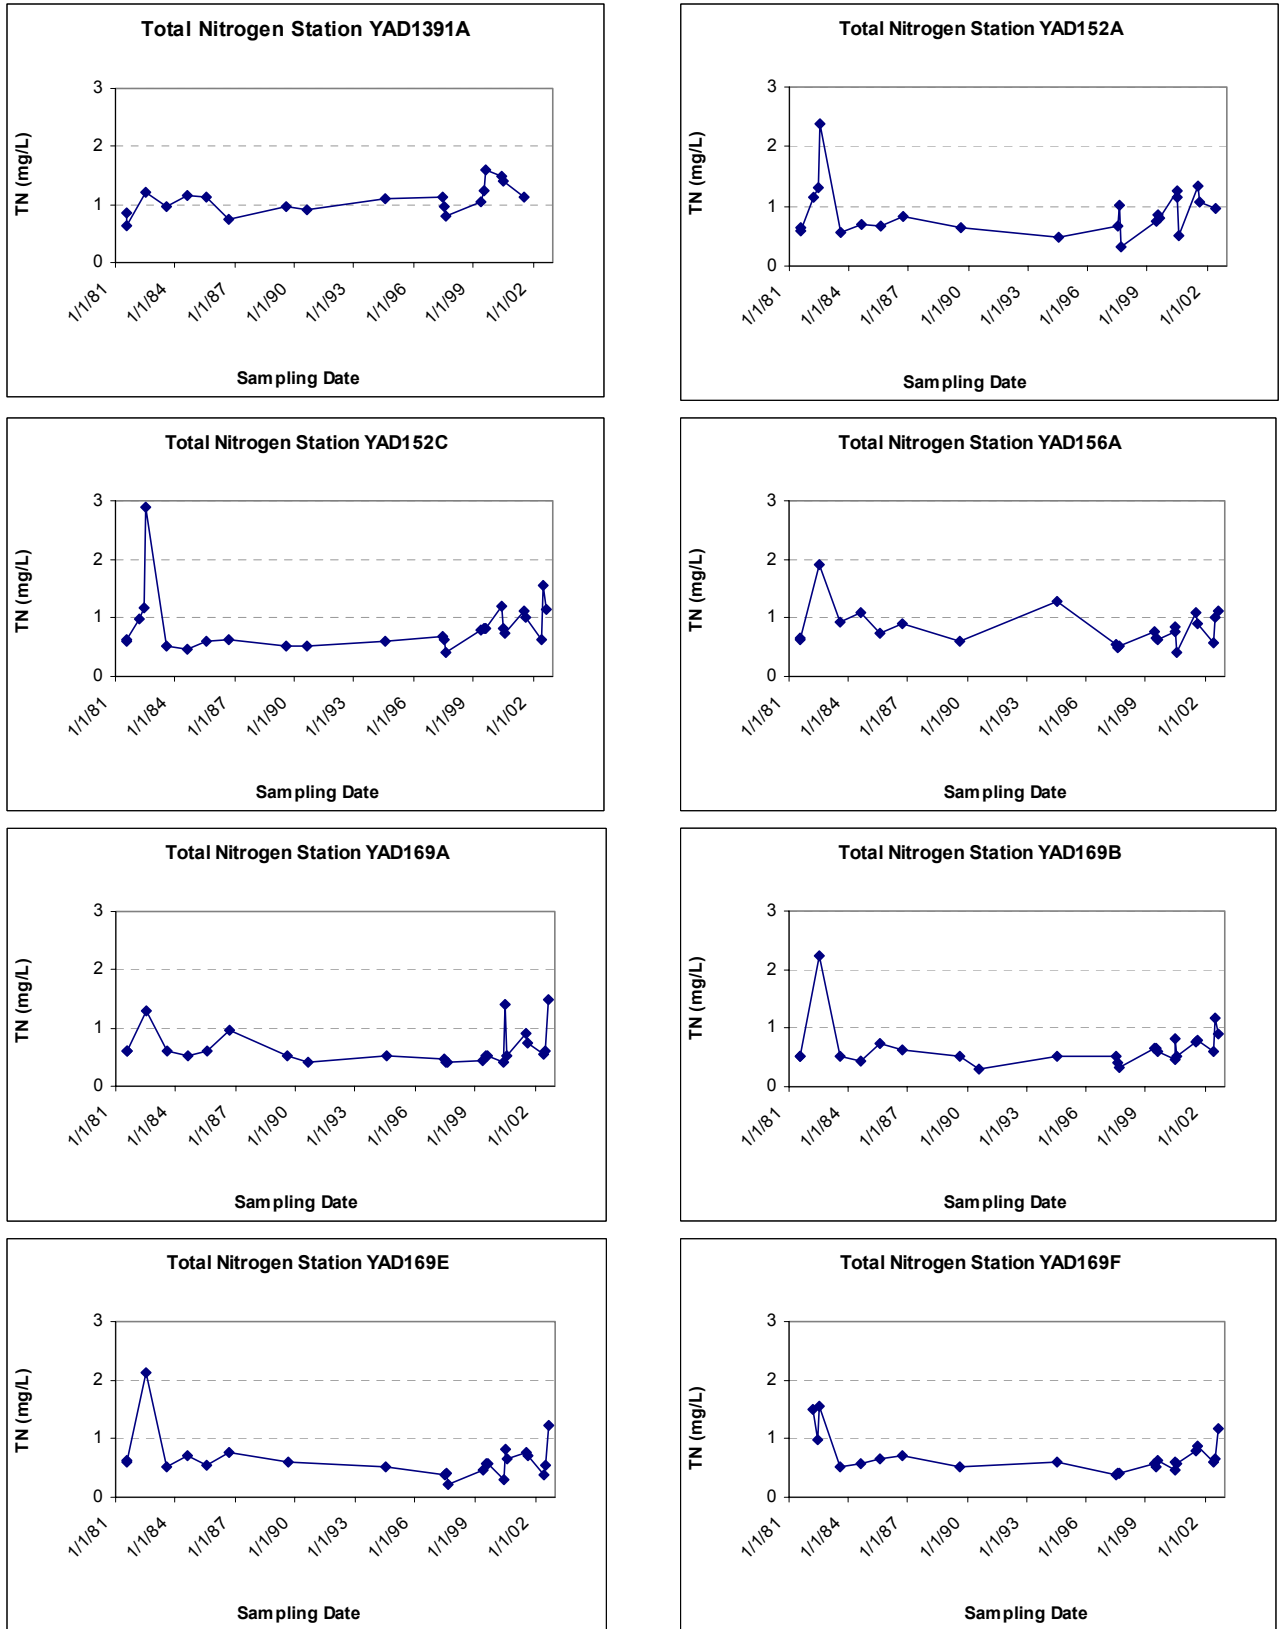 Total Nitrogen Station YAD1391A
3
2
1
0
TN (mg/L)
1/1/81 1/1/84 1/1/87 1/1/90 1/1/93 1/1/96 1/1/99 1/1/02
Sampling Date
Total Nitrogen Station YAD152A
3
2
1
0
TN (mg/L)
1/1/81 1/1/84 1/1/87 1/1/90 1/1/93 1/1/96 1/1/99 1/1/02
Sampling Date
Total Nitrogen Station YAD152C
3
2
1
0
TN (mg/L)
1/1/81 1/1/84 1/1/87 1/1/90 1/1/93 1/1/96 1/1/99 1/1/02
Sampling Date
Total Nitrogen Station YAD156A
3
2
1
0
TN (mg/L)
1/1/81 1/1/84 1/1/87 1/1/90 1/1/93 1/1/96 1/1/99 1/1/02
Sampling Date
Total Nitrogen Station YAD169A
3
2
1
0
TN (mg/L)
1/1/81 1/1/84 1/1/87 1/1/90 1/1/93 1/1/96 1/1/99 1/1/02
Sampling Date
Total Nitrogen Station YAD169B
3
2
1
0
TN (mg/L)
1/1/81 1/1/84 1/1/87 1/1/90 1/1/93 1/1/96 1/1/99 1/1/02
Sampling Date
Total Nitrogen Station YAD169E
3
2
1
0
TN (mg/L)
1/1/81 1/1/84 1/1/87 1/1/90 1/1/93 1/1/96 1/1/99 1/1/02
Sampling Date
Total Nitrogen Station YAD169F
3
2
1
0
TN (mg/L)
1/1/81 1/1/84 1/1/87 1/1/90 1/1/93 1/1/96 1/1/99 1/1/02
Sampling Date